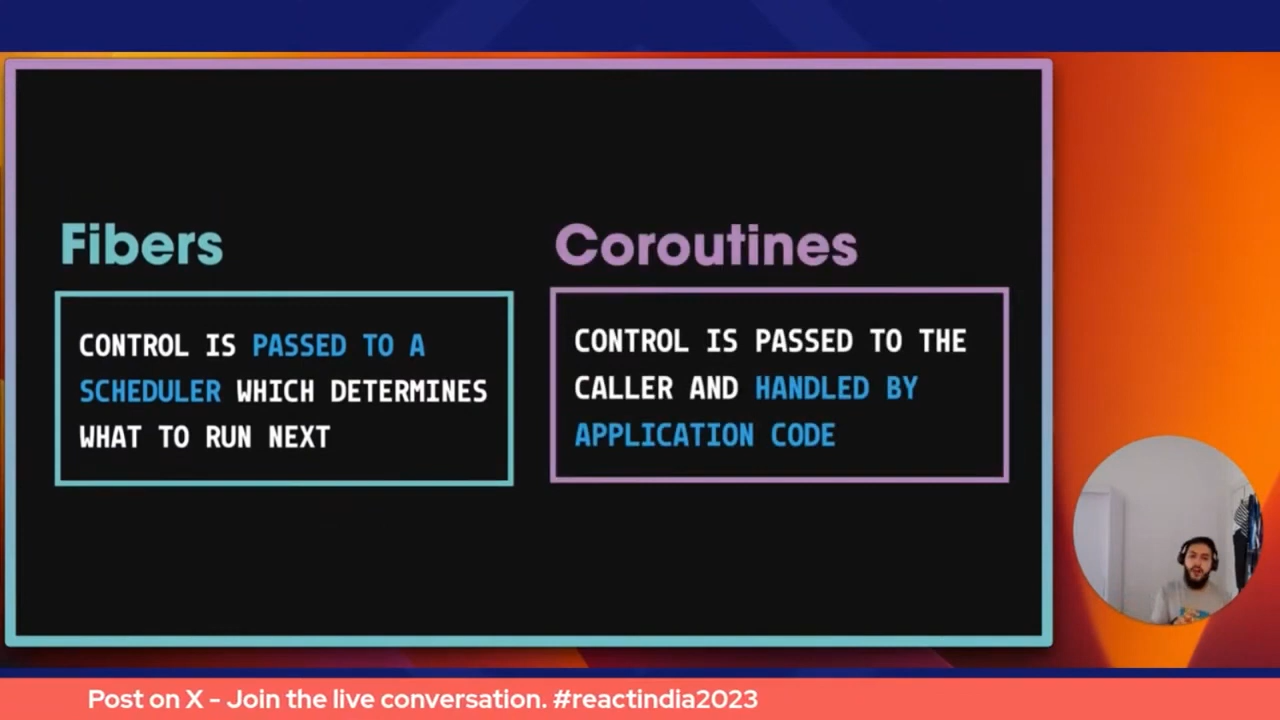 Fibers
CONTROL IS PASSED TO A
SCHEDULER WHICH DETERMINES
WHAT TO RUN NEXT
Coroutines
CONTROL IS PASSED TO THE
CALLER AND HANDLED BY
APPLICATION CODE
Post on X - Join the live conversation. #reactindia2023